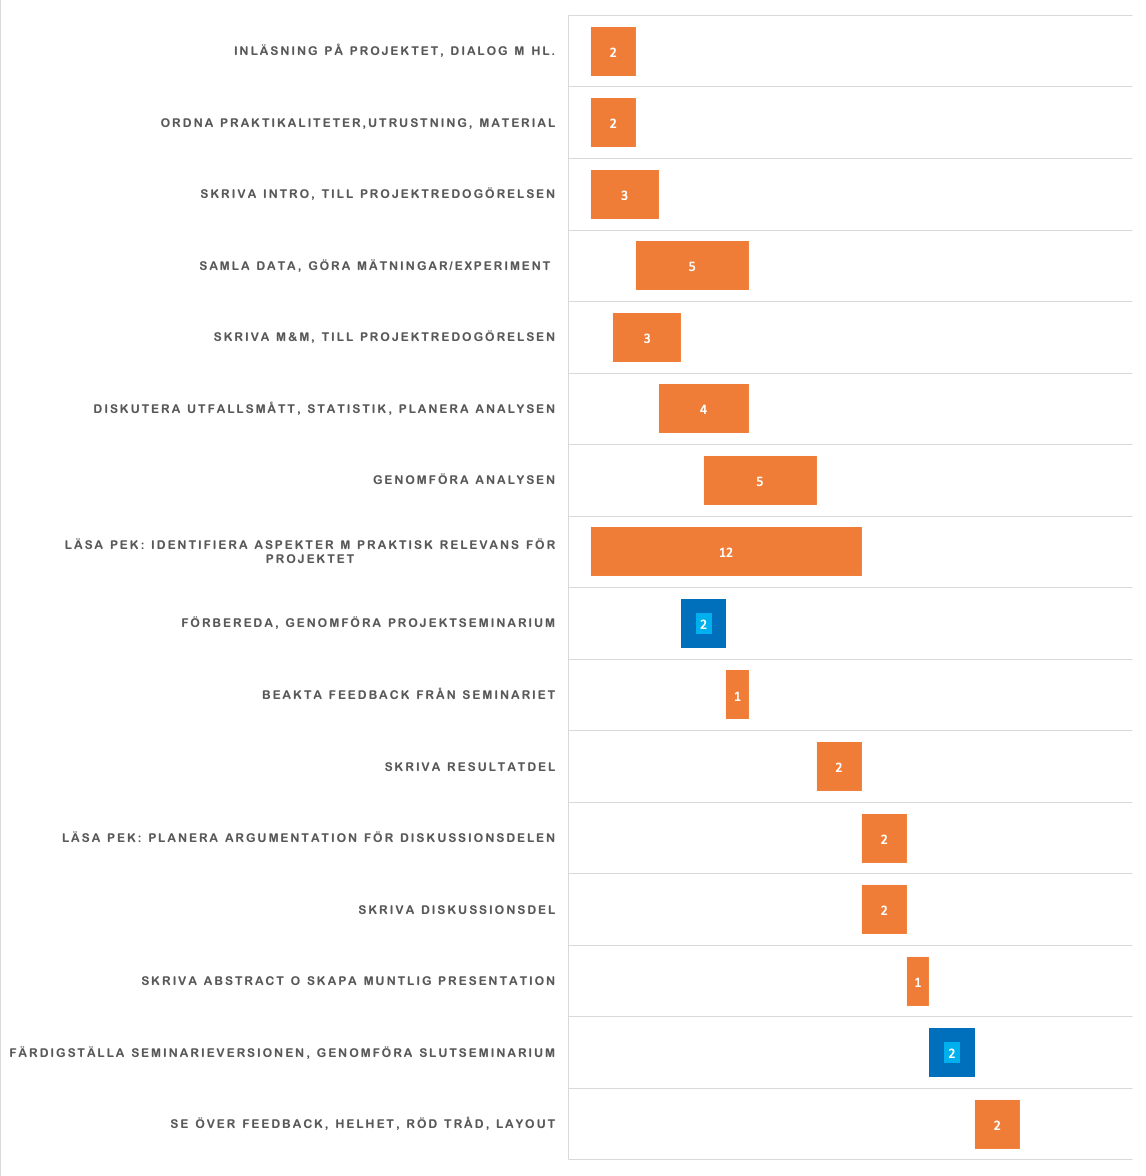 INLÄSNING PÅ PROJEKTET, DIALOG M HL.
2
ORDNA PRAKTIKALITETER,UTRUSTNING, MATERIAL
2
SKRIVA INTRO, TILL PROJEKTREDOGÖRELSEN
3
SAMLA DATA, GÖRA MÄTNINGAR/EXPERIMENT
5
SKRIVA M&M, TILL PROJEKTREDOGÖRELSEN
3
DISKUTERA UTFALLSMÅTT, STATISTIK, PLANERA ANALYSEN
4
GENOMFÖRA ANALYSEN
5
LÄSA PEK: IDENTIFIERA ASPEKTER M PRAKTISK RELEVANS FÖR
PROJEKTET
12
FÖRBEREDA, GENOMFÖRA PROJEKTSEMINARIUM
2
BEAKTA FEEDBACK FRÅN SEMINARIET
1
SKRIVA RESULTATDEL
2
LÄSA PEK: PLANERA ARGUMENTATION FÖR DISKUSSIONSDELEN
2
SKRIVA DISKUSSIONSDEL
2
SKRIVA ABSTRACT O SKAPA MUNTLIG PRESENTATION
1
FÄRDIGSTÄLLA SEMINARIEVERSIONEN, GENOMFÖRA SLUTSEMINARIUM
2
SE ÖVER FEEDBACK, HELHET, RÖD TRÅD, LAYOUT
2